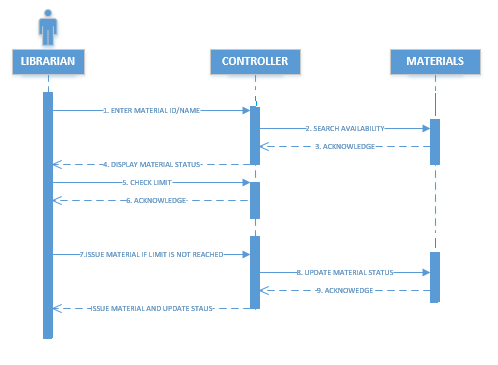 LIBRARIAN
CONTROLLER
MATERIALS
1. ENTER MATERIAL ID/NAME
2. SEARCH AVAILABILITY
3. ACKNOWLEDGE
4. DISPLAY MATERIAL STATUS
5. CHECK LIMIT
6. ACKNOWLEDGE
7.ISSUE MATERIAL IF LIMIT IS NOT REACHED
8. UPDATE MATERIAL STATUS
9. ACKNOWEDGE
ISSUE MATERIAL AND UPDATE STAUS